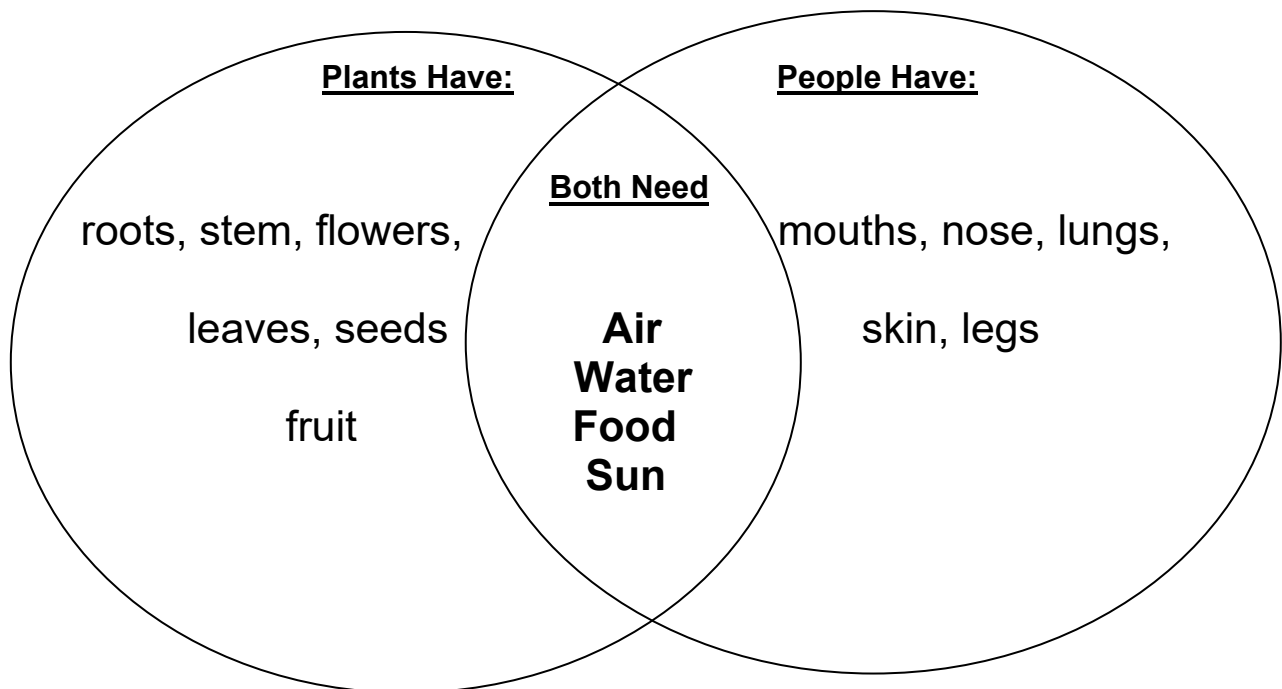 Plants Have:
roots, stem, flowers,
leaves, seeds
fruit
Both Need
Air
Water
Food
Sun
People Have:
mouths, nose, lungs,
skin, legs